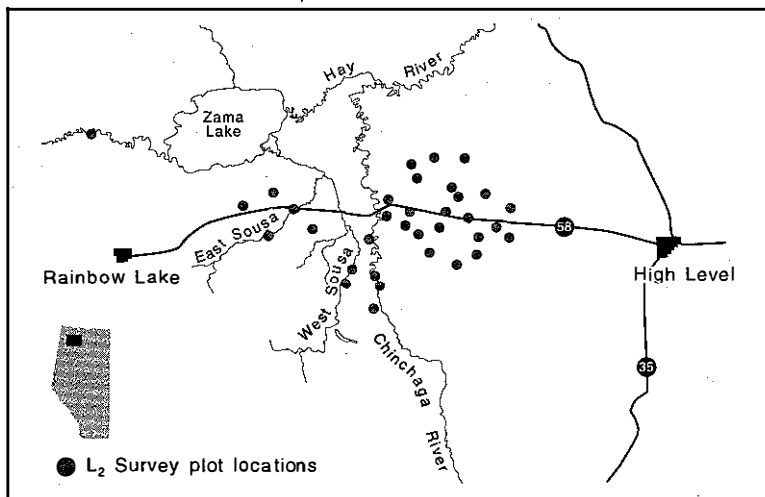 Hay River
Zama
Lake
58
East Sousa
Rainbow Lake
West Sousa
High Level
Chinchaga River
35
L₂ Survey plot locations